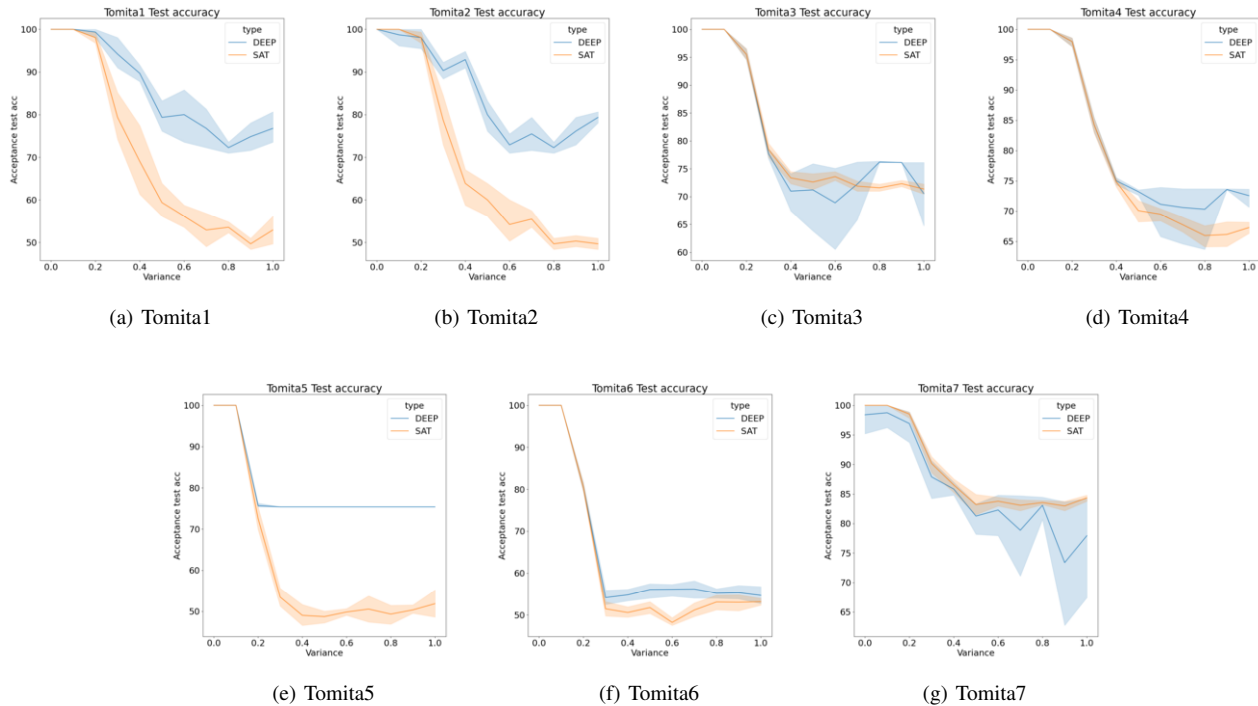 Tomita1 Test accuracy
type
DEEP
SAT
100
90
80
70
60
50
Acceptance test acc
0.0 0.2 0.4 0.6 0.8 1.0
Variance
(a) Tomita1
Tomita2 Test accuracy
type
DEEP
SAT
100
90
80
70
60
50
Acceptance test acc
0.0 0.2 0.4 0.6 0.8 1.0
Variance
(b) Tomita2
Tomita3 Test accuracy
type
DEEP
SAT
100
95
90
85
80
75
70
65
60
Acceptance test acc
0.0 0.2 0.4 0.6 0.8 1.0
Variance
(c) Tomita3
Tomita4 Test accuracy
type
DEEP
SAT
100
95
90
85
80
75
70
65
Acceptance test acc
0.0 0.2 0.4 0.6 0.8 1.0
Variance
(d) Tomita4
Tomita5 Test accuracy
type
DEEP
SAT
100
90
80
70
60
50
Acceptance test acc
0.0 0.2 0.4 0.6 0.8 1.0
Variance
(e) Tomita5
Tomita6 Test accuracy
type
DEEP
SAT
100
90
80
70
60
50
Acceptance test acc
0.0 0.2 0.4 0.6 0.8 1.0
Variance
(f) Tomita6
Tomita7 Test accuracy
type
DEEP
SAT
100
95
90
85
80
75
70
65
Acceptance test acc
0.0 0.2 0.4 0.6 0.8 1.0
Variance
(g) Tomita7